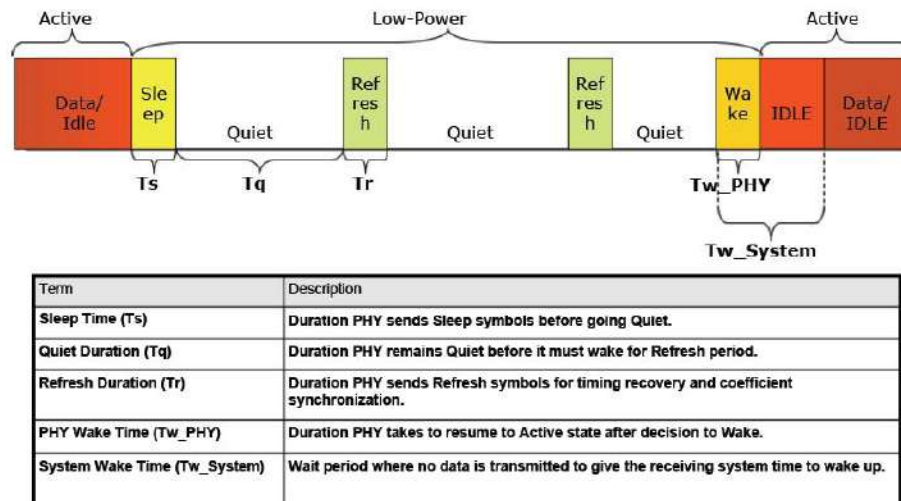 Active
Low-Power
Active
Data/
Idle
Sle
ep
Quiet
Ref
res
h
Quiet
Ref
res
h
Quiet
Wa
ke
IDLE
Data/
IDLE
Ts
Tq
Tr
Tw_PHY
Tw_System
Term Description
Sleep Time (Ts) Duration PHY sends Sleep symbols before going Quiet.
Quiet Duration (Tq) Duration PHY remains Quiet before it must wake for Refresh period.
Refresh Duration (Tr) Duration PHY sends Refresh symbols for timing recovery and coefficient
synchronization.
PHY Wake Time (Tw_PHY) Duration PHY takes to resume to Active state after decision to Wake.
System Wake Time (Tw_System) Wait period where no data is transmitted to give the receiving system time to wake up.